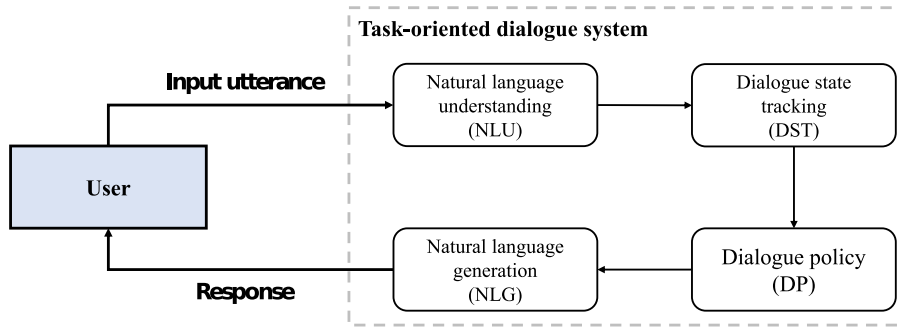 Task-oriented dialogue system
Input utterance
Natural language
understanding
(NLU)
Dialogue state
tracking
(DST)
User
Natural language
generation
(NLG)
Dialogue policy
(DP)
Response